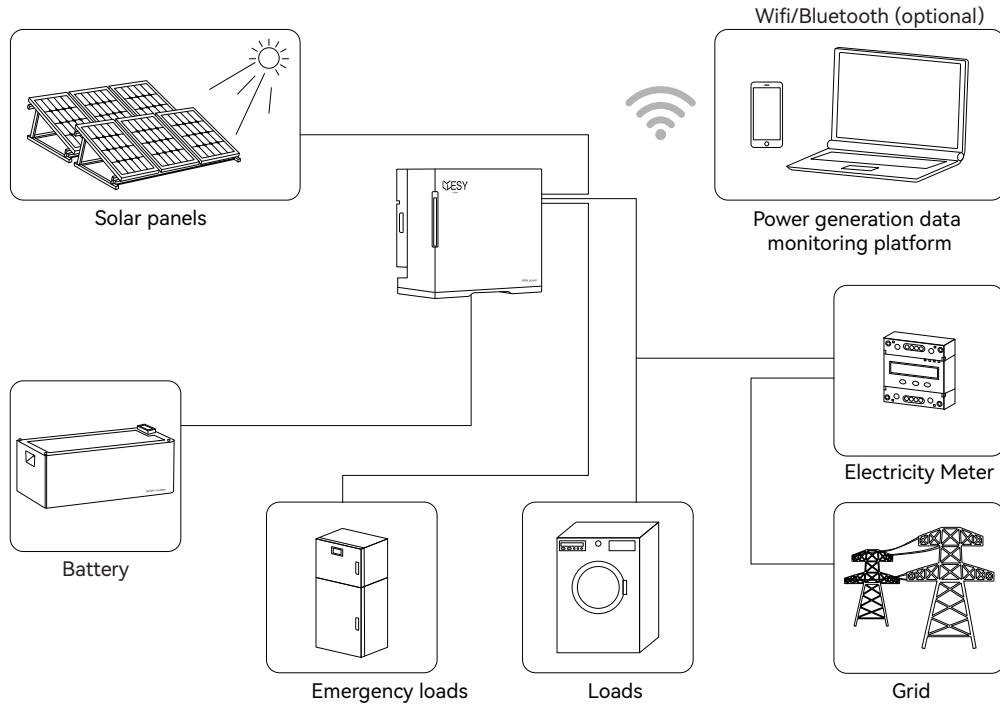 Wifi/Bluetooth (optional)
ESY
Solar panels
Power generation data
monitoring platform
Electricity Meter
Battery
Emergency loads
Loads
Grid